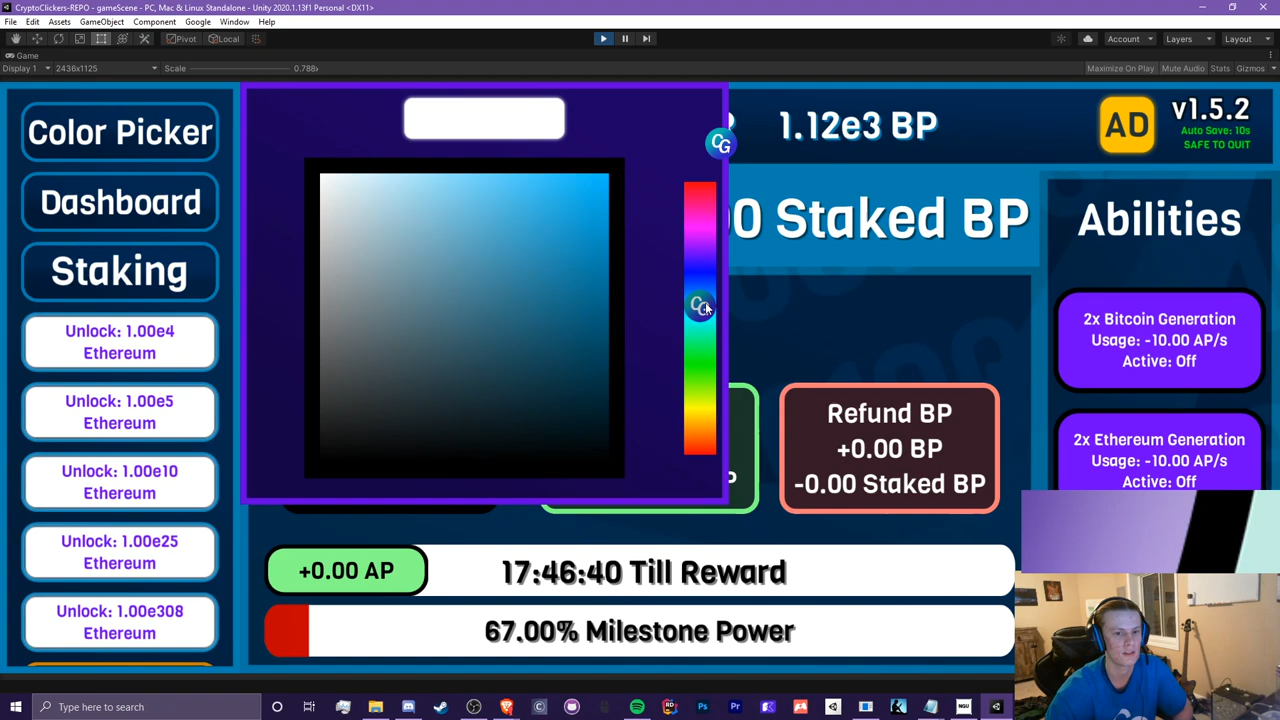 CryptoClickers-REPO - gameScene - PC, Mac & Linux Standalone - Unity 2020.1.13f1 Personal <DX11>
File Edit Assets GameObject Component Google Window Help
Pivot Local
Account Layers Layout
Game
Display 1 2436x1125 Scale 0.788x
Maximize On Play Mute Audio Stats Gizmos
Color Picker
Dashboard
Staking
Unlock: 1.00e4
Ethereum
Unlock: 1.00e5
Ethereum
Unlock: 1.00e10
Ethereum
Unlock: 1.00e25
Ethereum
Unlock: 1.00e308
Ethereum
CG
CG
1.12e3 BP
AD
v1.5.2
Auto Save: 10s
SAFE TO QUIT
0 Staked BP
Abilities
2x Bitcoin Generation
Usage: -10.00 AP/s
Active: Off
2x Ethereum Generation
Usage: -10.00 AP/s
Active: Off
Refund BP
+0.00 BP
-0.00 Staked BP
+0.00 AP
17:46:40 Till Reward
67.00% Milestone Power
Type here to search